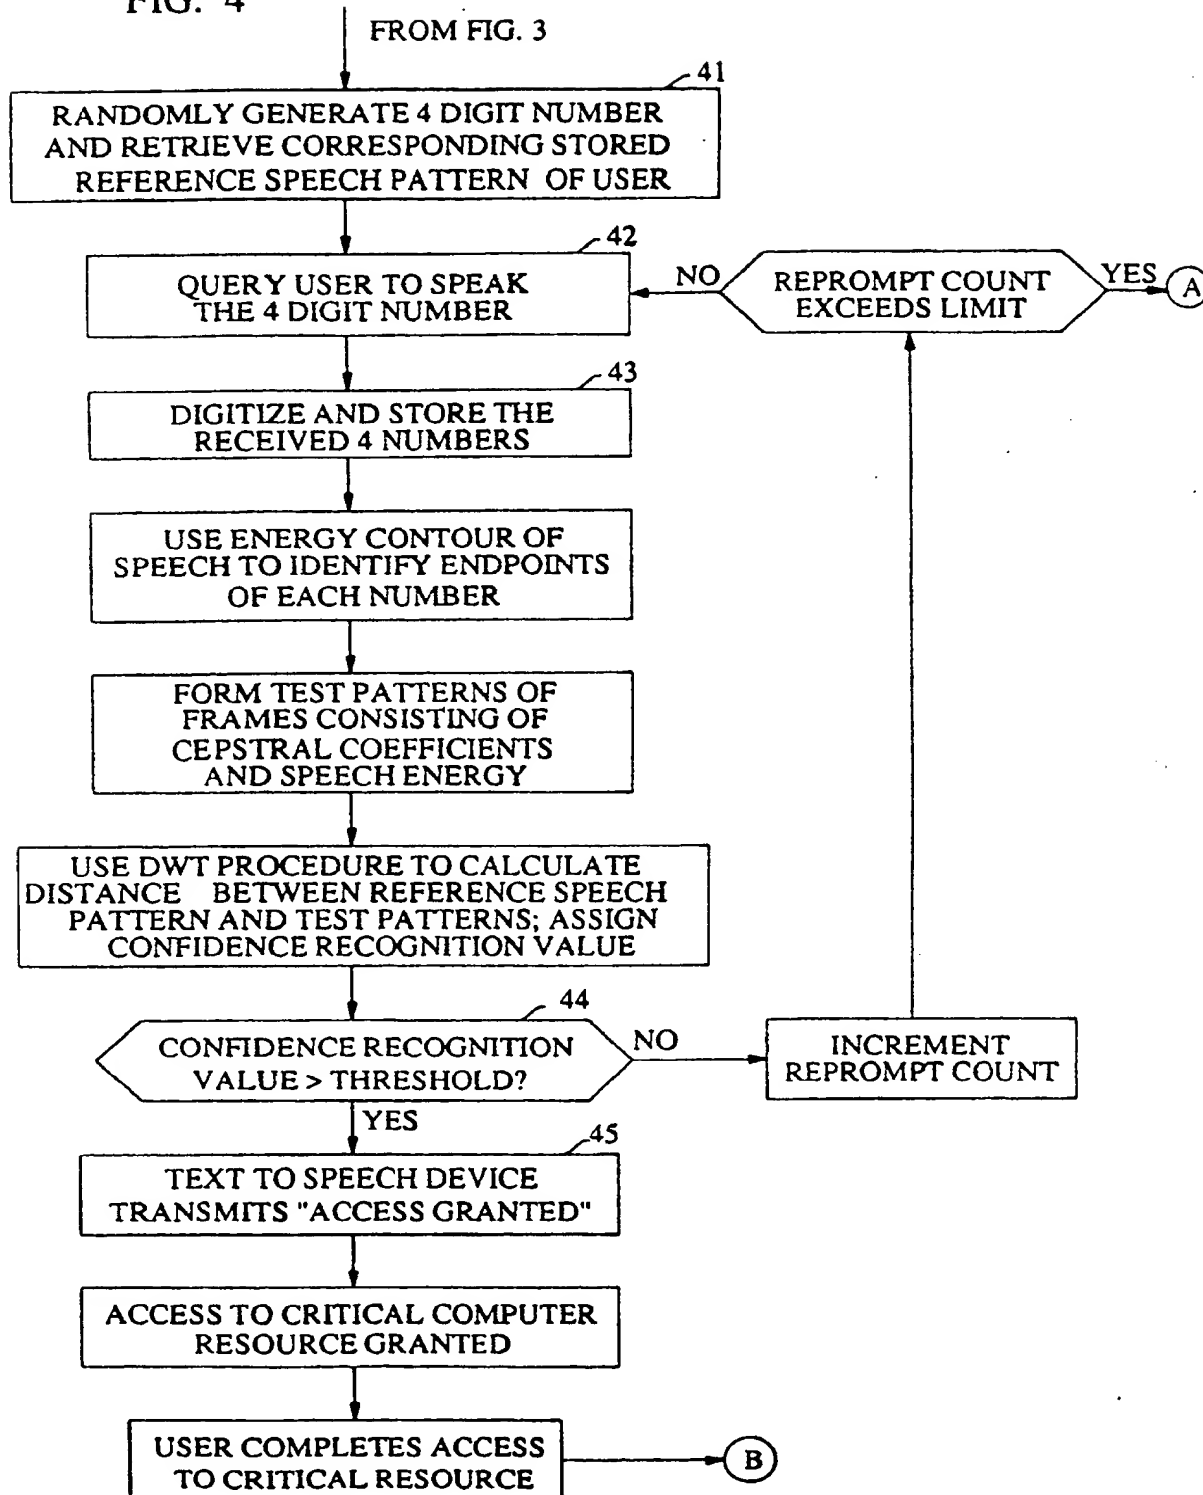 FIG. 4
FROM FIG. 3
41
RANDOMLY GENERATE 4 DIGIT NUMBER
AND RETRIEVE CORRESPONDING STORED
REFERENCE SPEECH PATTERN OF USER
42
QUERY USER TO SPEAK
THE 4 DIGIT NUMBER
NO
REPROMPT COUNT
EXCEEDS LIMIT
YES
A
43
DIGITIZE AND STORE THE
RECEIVED 4 NUMBERS
USE ENERGY CONTOUR OF
SPEECH TO IDENTIFY ENDPOINTS
OF EACH NUMBER
FORM TEST PATTERNS OF
FRAMES CONSISTING OF
CEPSTRAL COEFFICIENTS
AND SPEECH ENERGY
USE DWT PROCEDURE TO CALCULATE
DISTANCE BETWEEN REFERENCE SPEECH
PATTERN AND TEST PATTERNS; ASSIGN
CONFIDENCE RECOGNITION VALUE
44
CONFIDENCE RECOGNITION
VALUE > THRESHOLD?
NO
INCREMENT
REPROMPT COUNT
YES
45
TEXT TO SPEECH DEVICE
TRANSMITS "ACCESS GRANTED"
ACCESS TO CRITICAL COMPUTER
RESOURCE GRANTED
USER COMPLETES ACCESS
TO CRITICAL RESOURCE
B